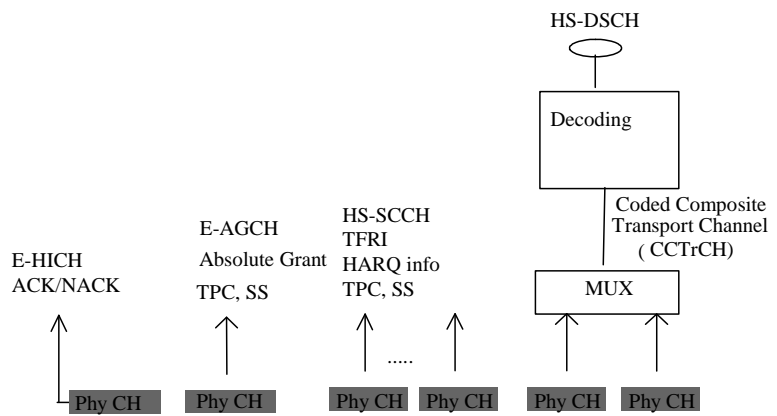 HS-DSCH
Decoding
Coded Composite
Transport Channel
( CCTrCH)
MUX
HS-SCCH
TFRI
HARQ info
TPC, SS
.....
E-AGCH
Absolute Grant
TPC, SS
E-HICH
ACK/NACK
Phy CH
Phy CH
Phy CH
Phy CH
Phy CH
Phy CH